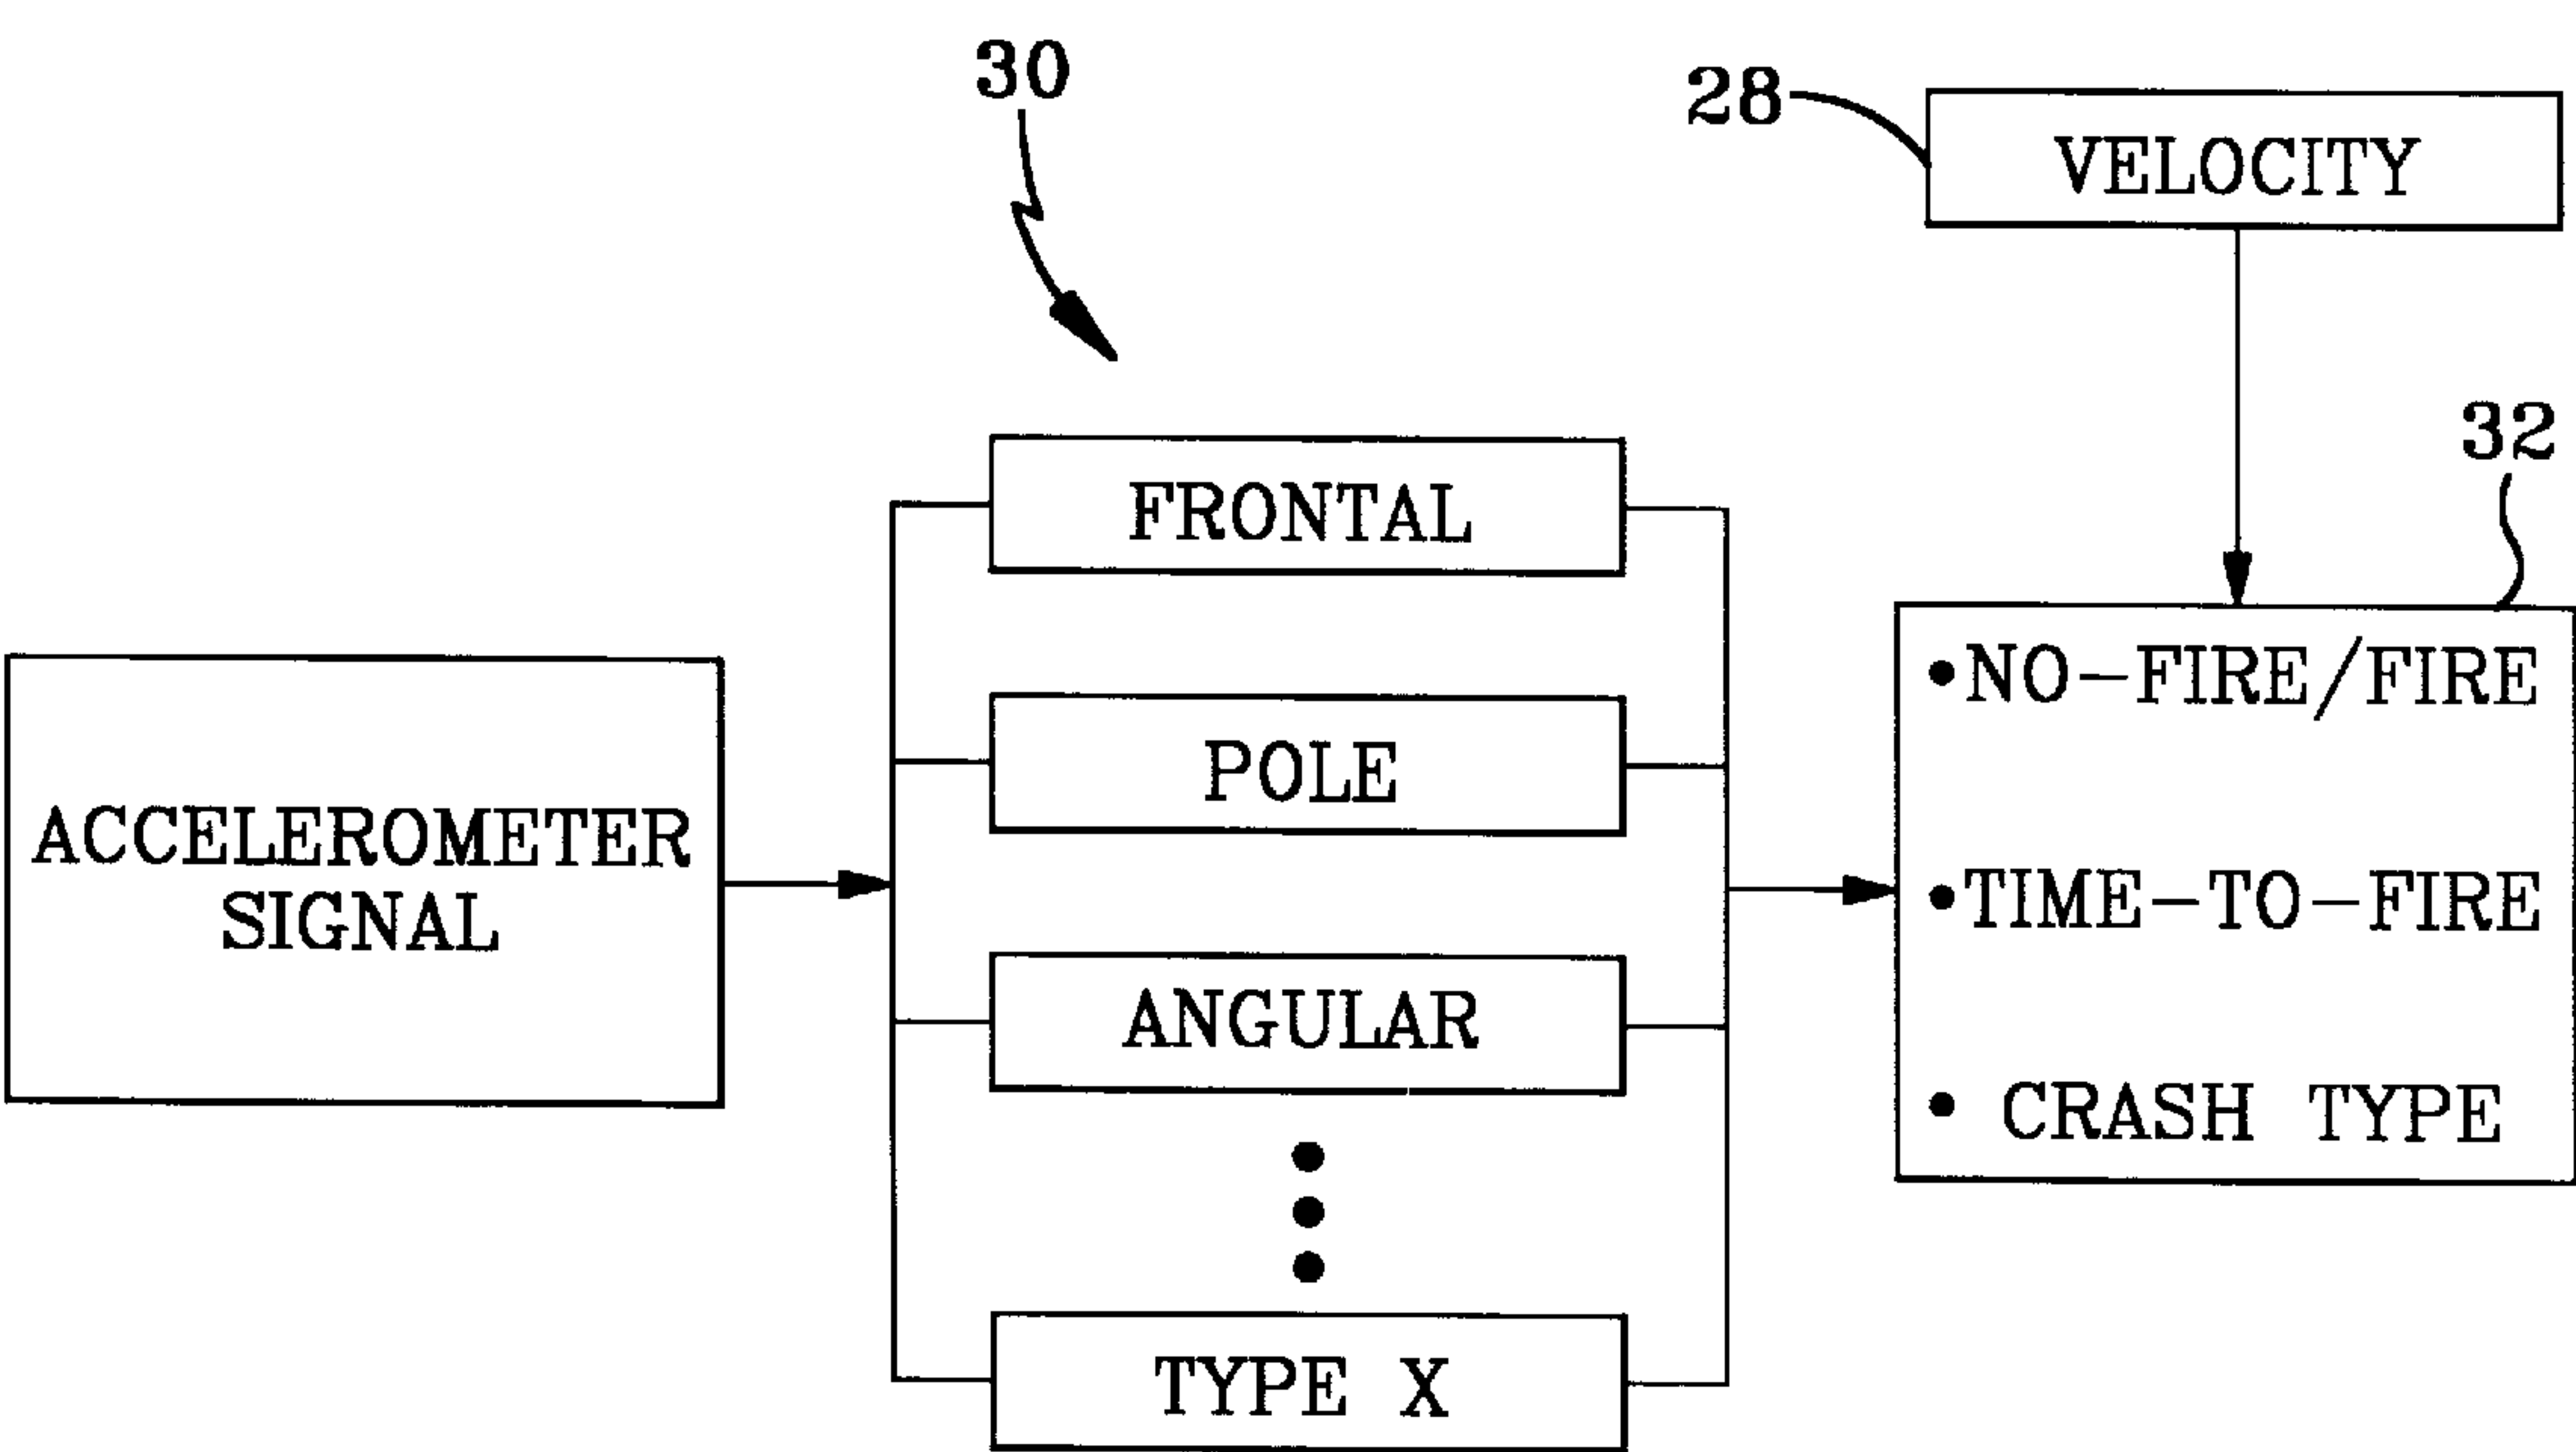 30
28
VELOCITY
32
FRONTAL
POLE
ANGULAR
TYPE X
ACCELEROMETER
SIGNAL
•NO-FIRE/FIRE
•TIME-TO-FIRE
• CRASH TYPE